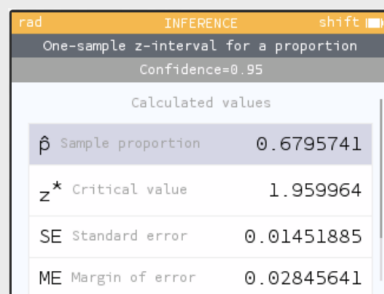 rad INFERENCE shift
One-sample z-interval for a proportion
Confidence=0.95
Calculated values
p̂ Sample proportion 0.6795741
z* Critical value 1.959964
SE Standard error 0.01451885
ME Margin of error 0.02845641